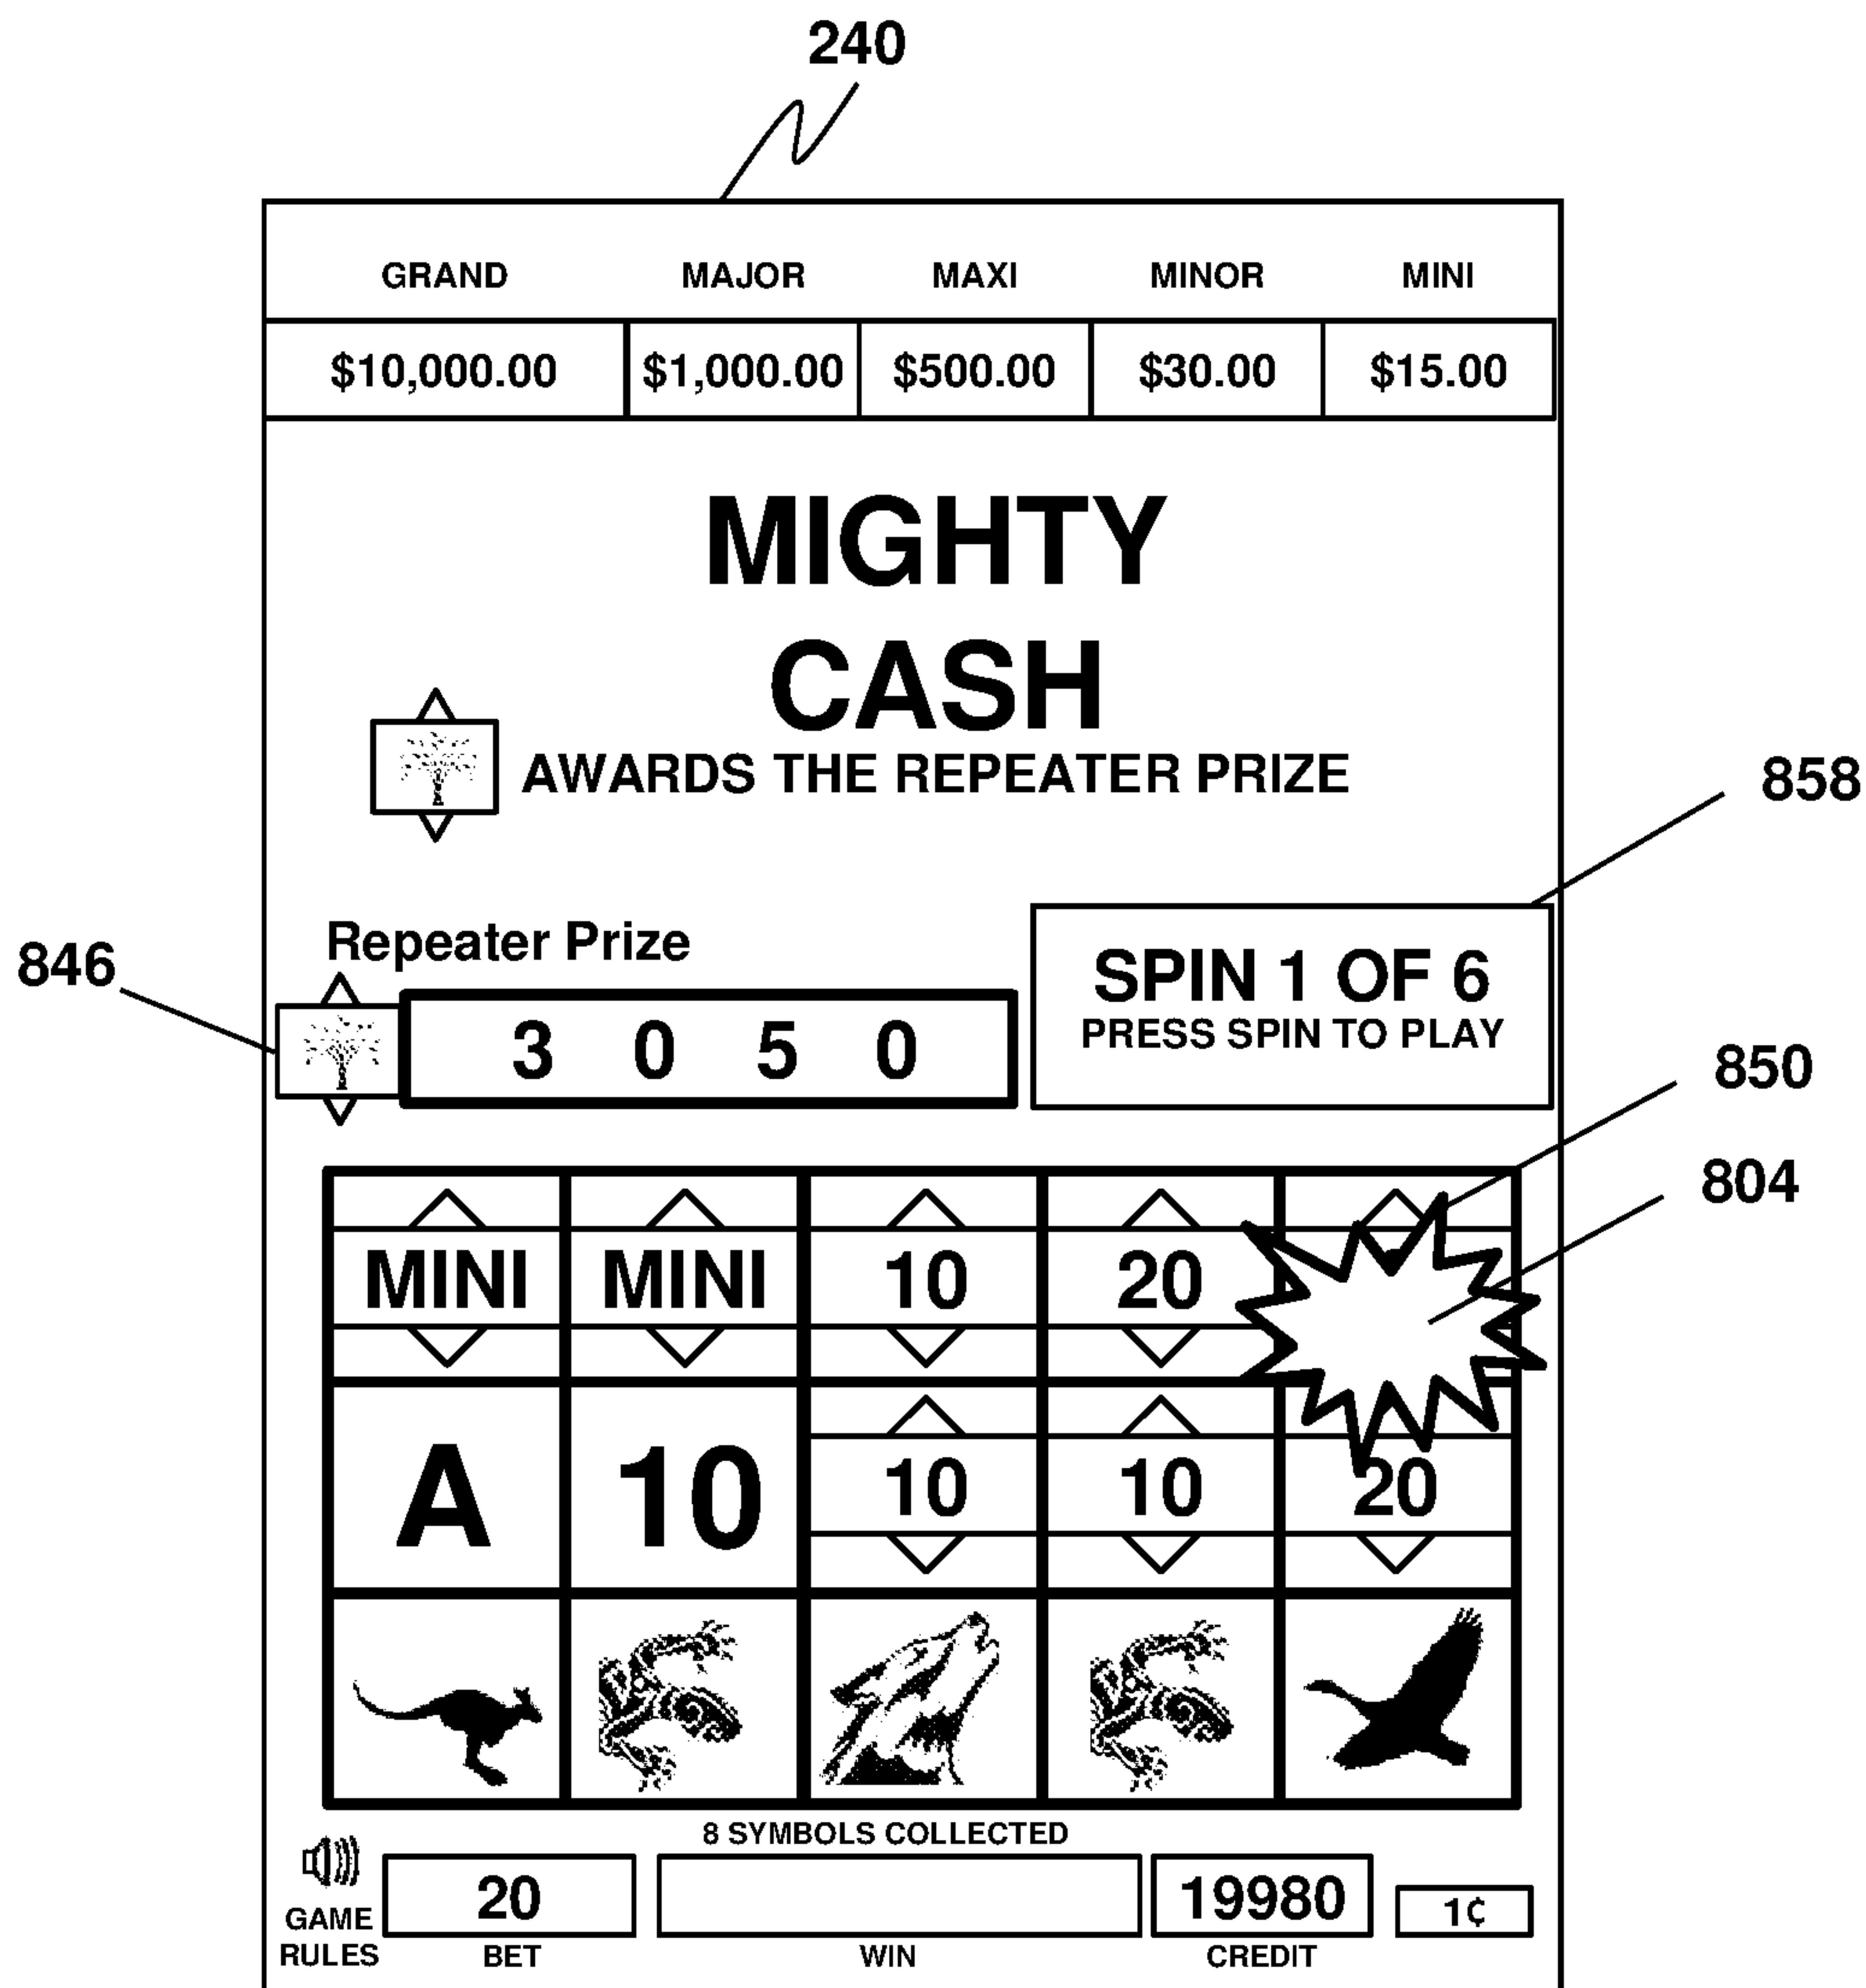 240
GRAND MAJOR MAXI MINOR MINI
$10,000.00 $1,000.00 $500.00 $30.00 $15.00
MIGHTY
CASH
AWARDS THE REPEATER PRIZE
858
Repeater Prize
846
SPIN 1 OF 6
PRESS SPIN TO PLAY
3 0 5 0
850
804
MINI MINI 10 20
A 10 10 10 20
8 SYMBOLS COLLECTED
20 19980 1¢
GAME
RULES BET WIN CREDIT